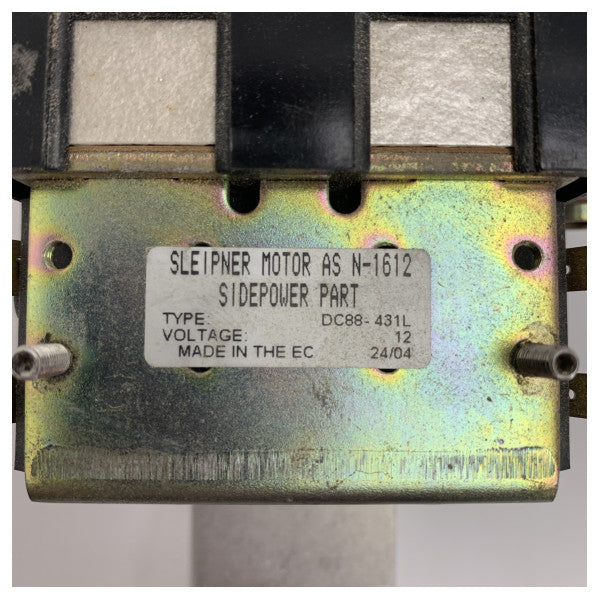 SLEIPNER MOTOR AS N-1612
SIDEPOWER PART
TYPE: DC88-431L
VOLTAGE: 12
MADE IN THE EC 24/04